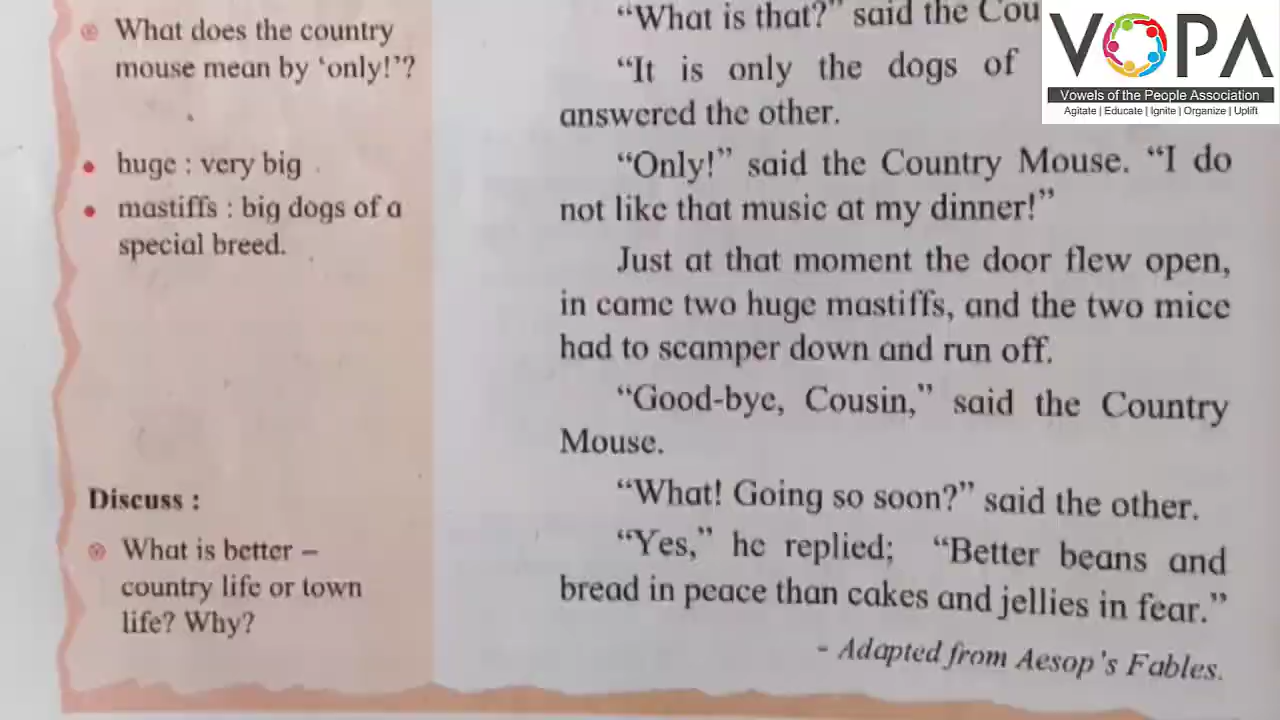 What does the country
mouse mean by ‘only!’?
huge : very big
mastiffs : big dogs of a
special breed.
Discuss :
What is better –
country life or town
life? Why?
“What is that?” said the Cou
“It is only the dogs of
answered the other.
“Only!” said the Country Mouse. “I do
not like that music at my dinner!”
Just at that moment the door flew open,
in came two huge mastiffs, and the two mice
had to scamper down and run off.
“Good-bye, Cousin,” said the Country
Mouse.
“What! Going so soon?” said the other.
“Yes,” he replied; “Better beans and
bread in peace than cakes and jellies in fear.”
- Adapted from Aesop’s Fables.
VOPA
Vowels of the People Association
Agitate | Educate | Ignite | Organize | Uplift